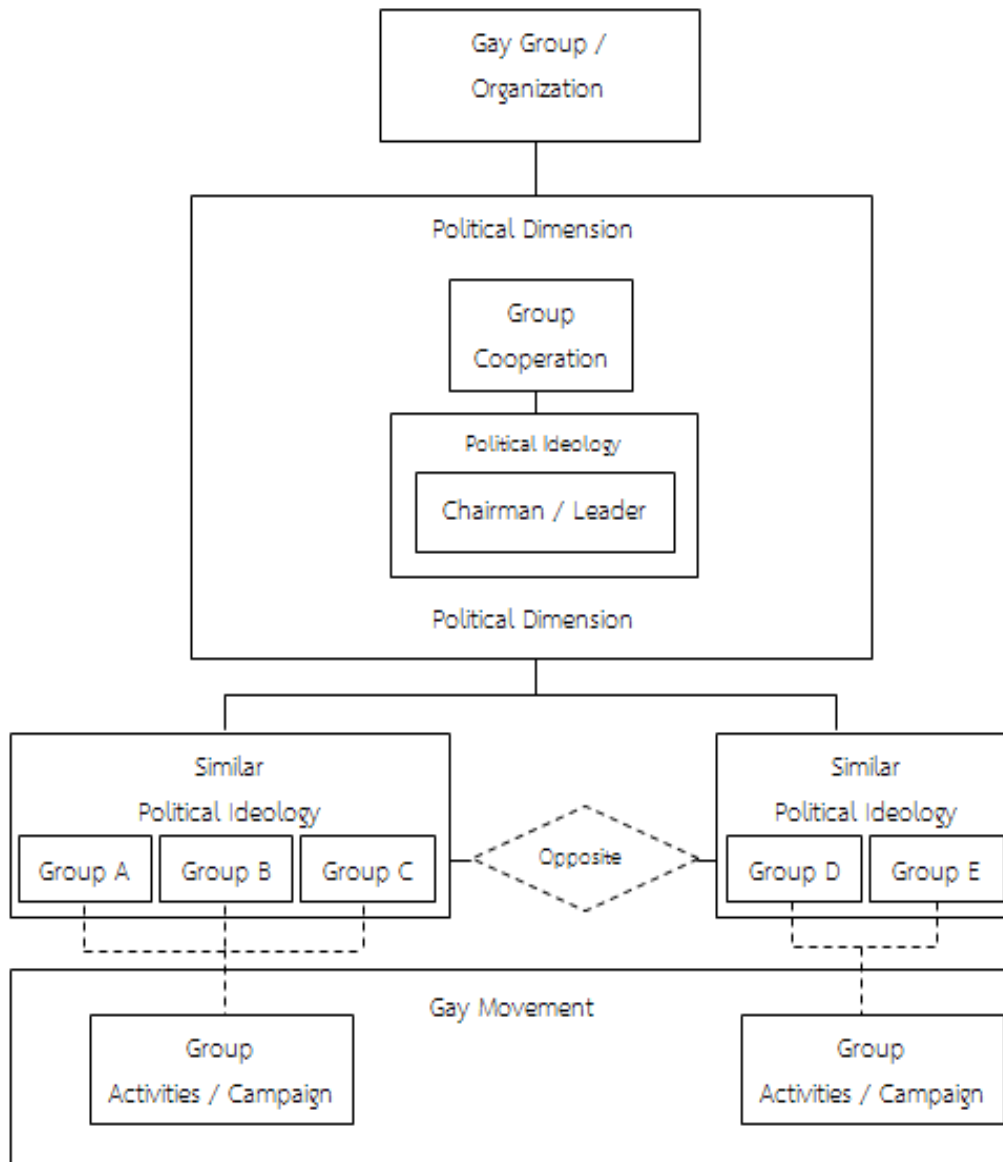 Gay Group /
Organization
Political Dimension
Group
Cooperation
Political Ideology
Chairman / Leader
Political Dimension
Similar
Political Ideology
Group A
Group B
Group C
Opposite
Similar
Political Ideology
Group D
Group E
Gay Movement
Group
Activities / Campaign
Group
Activities / Campaign